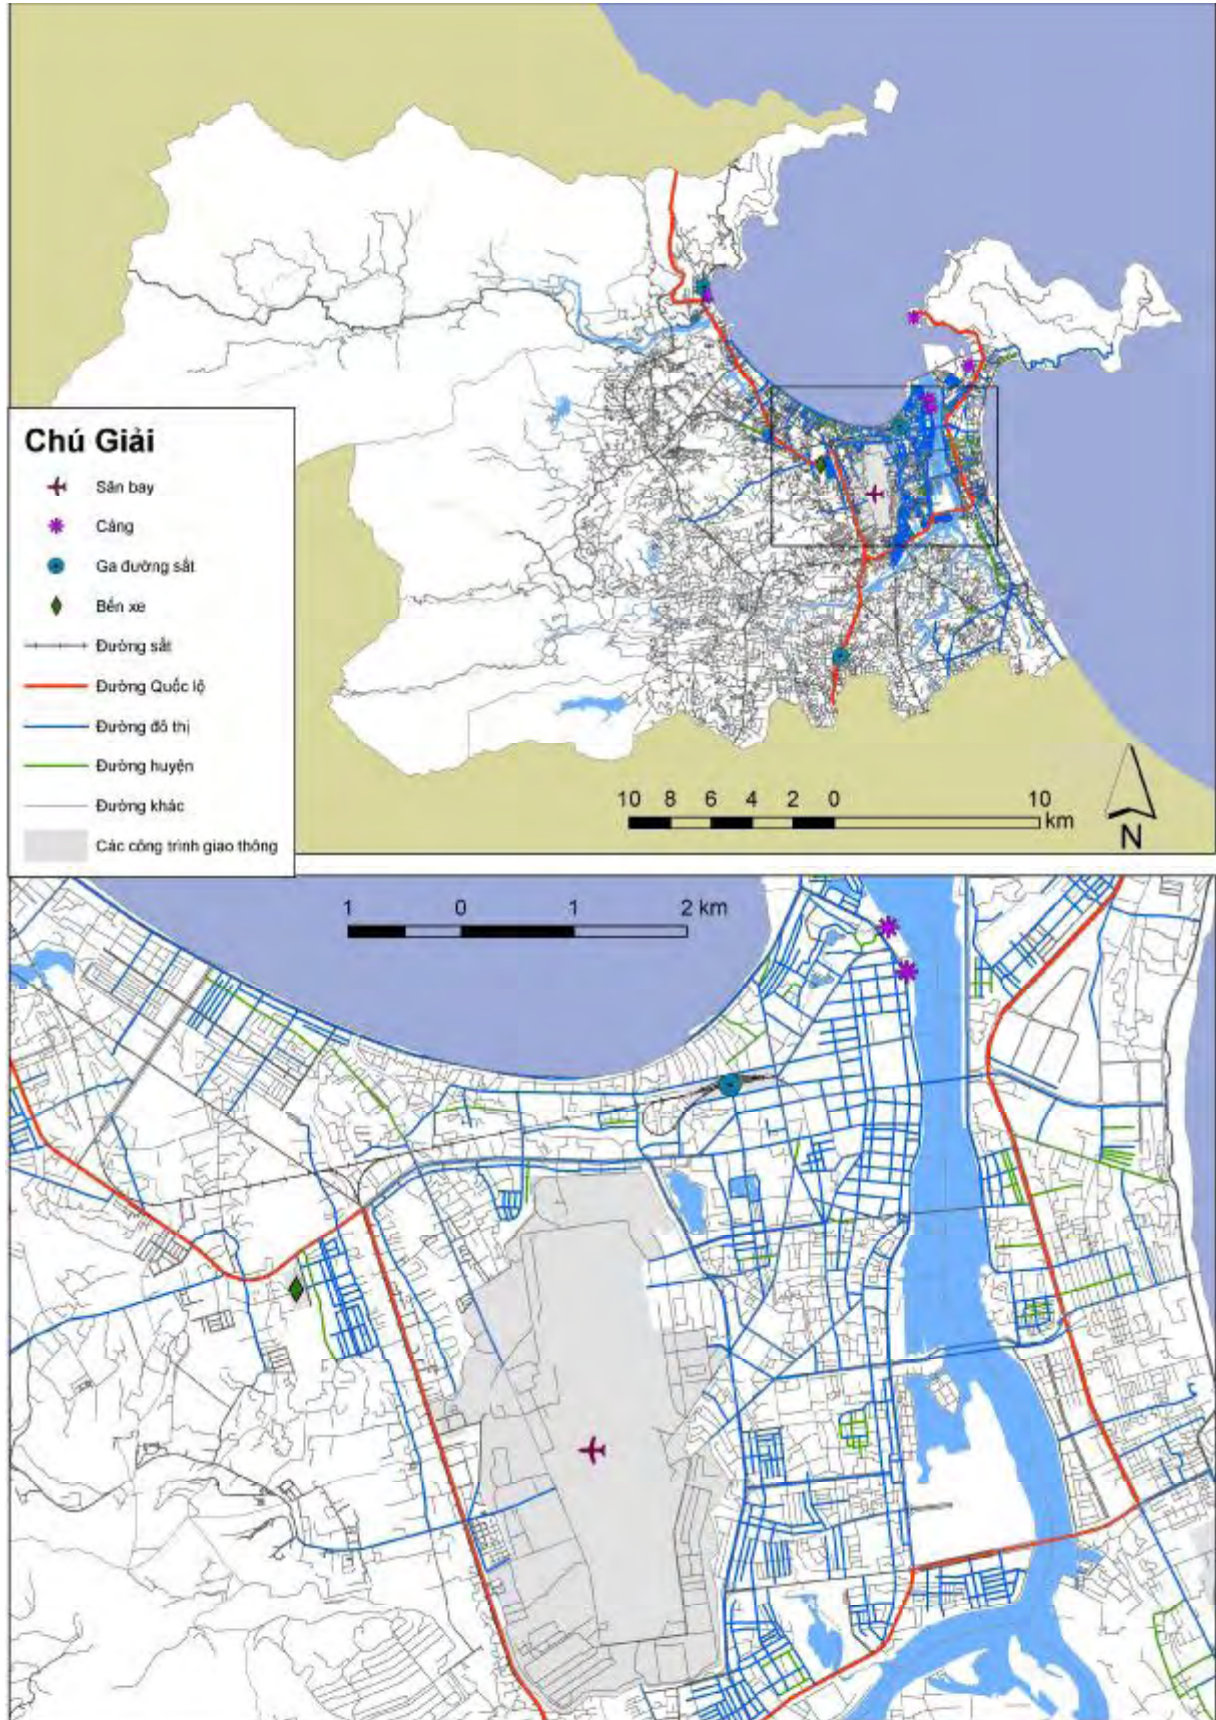 Chú Giải
Sân bay
Cảng
Ga đường sắt
Bến xe
Đường sắt
Đường Quốc lộ
Đường đô thị
Đường huyện
Đường khác
Các công trình giao thông
10 8 6 4 2 0 10
km
N
1 0 1 2 km